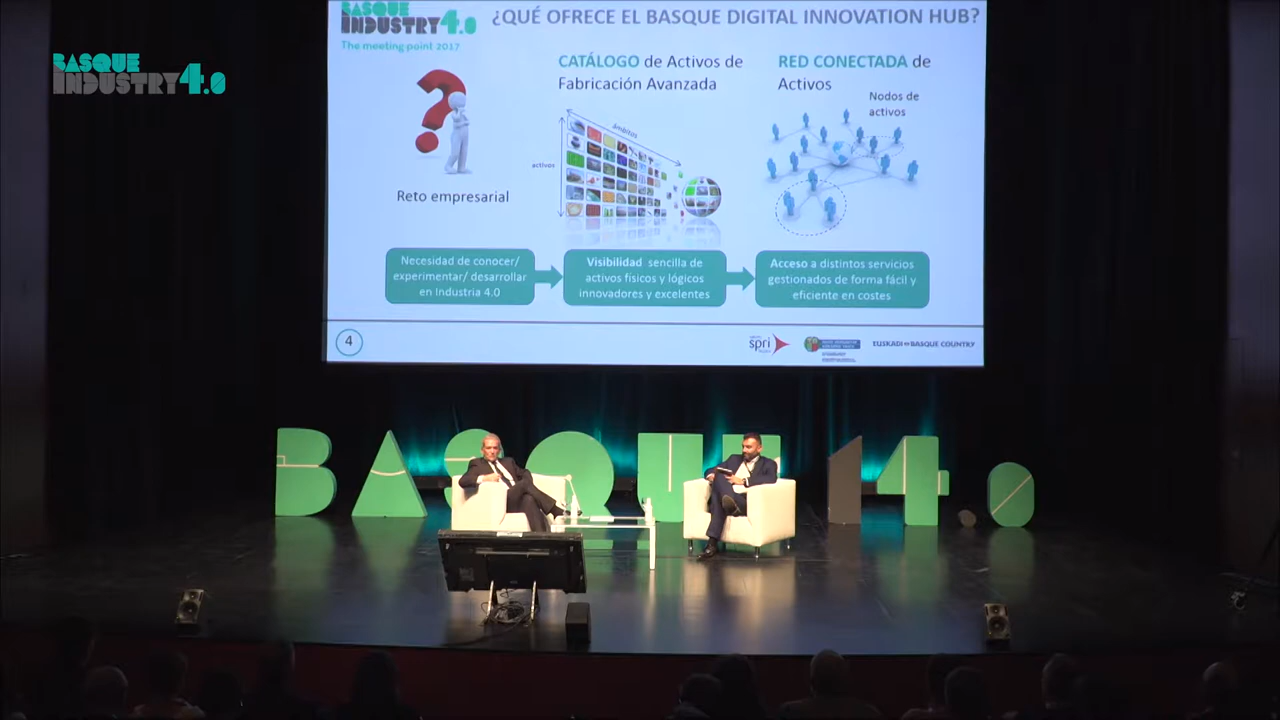 BASQUE
INDUSTRY 4.0
BASQUE
INDUSTRY 4.0
The meeting point 2017
¿QUÉ OFRECE EL BASQUE DIGITAL INNOVATION HUB?
Reto empresarial
CATÁLOGO de Activos de
Fabricación Avanzada
ámbitos
activos
RED CONECTADA de
Activos
Nodos de
activos
Necesidad de conocer/
experimentar/ desarrollar
en Industria 4.0
Visibilidad sencilla de
activos físicos y lógicos
innovadores y excelentes
Acceso a distintos servicios
gestionados de forma fácil y
eficiente en costes
4
spri
EUSKADI BASQUE COUNTRY
BASQUE I4.0